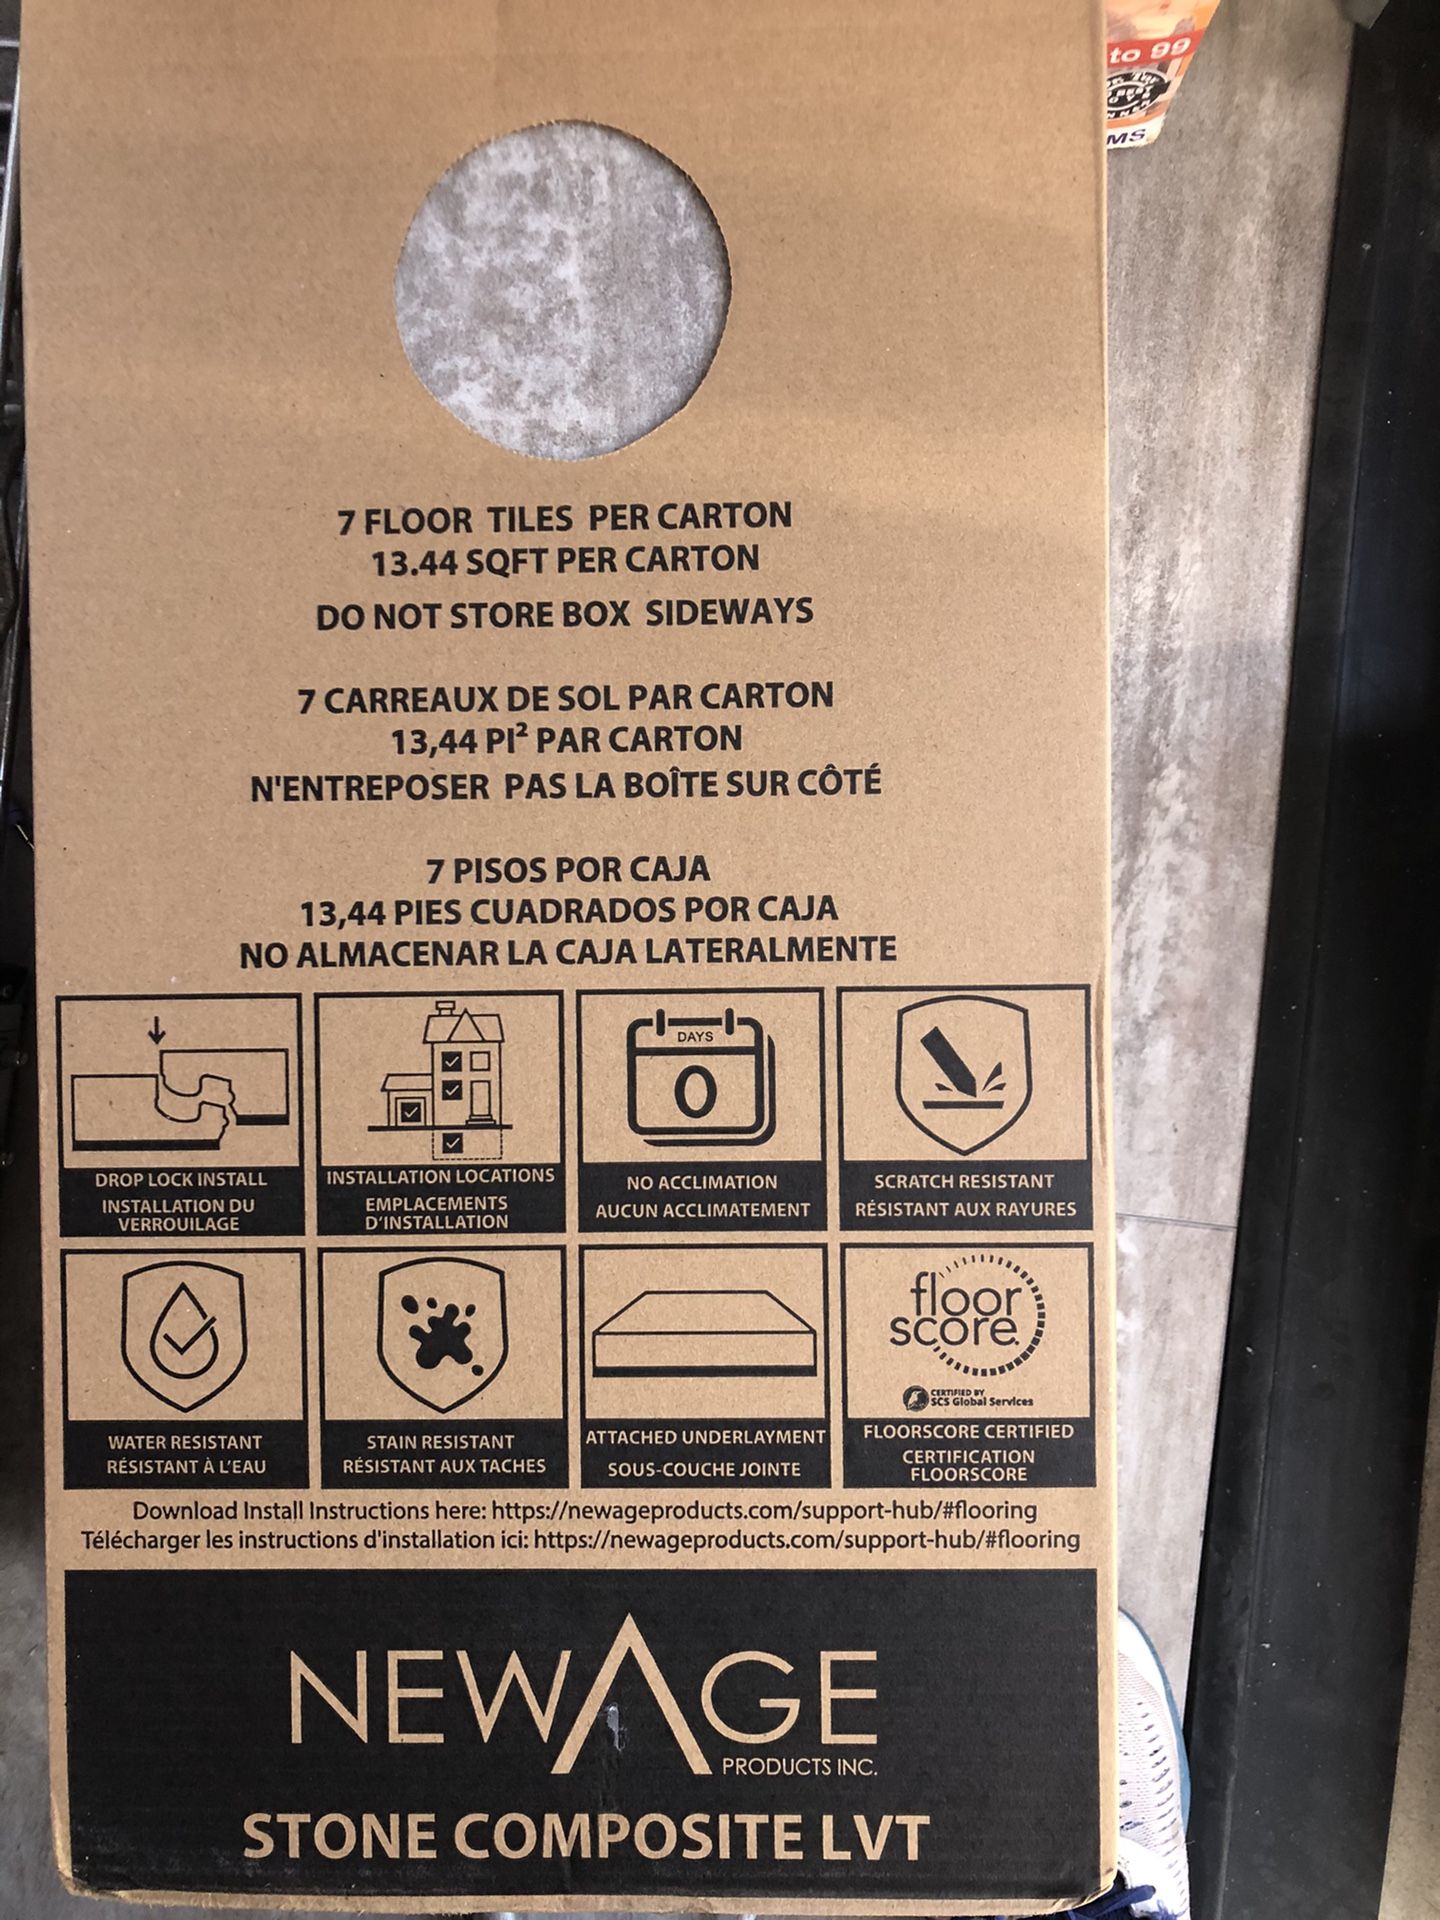 to 99
MS
7 FLOOR TILES PER CARTON
13.44 SQFT PER CARTON
DO NOT STORE BOX SIDEWAYS
7 CARREAUX DE SOL PAR CARTON
13,44 PI² PAR CARTON
N'ENTREPOSER PAS LA BOÎTE SUR CÔTÉ
7 PISOS POR CAJA
13,44 PIES CUADRADOS POR CAJA
NO ALMACENAR LA CAJA LATERALMENTE
DROP LOCK INSTALL
INSTALLATION DU
VERROUILAGE
INSTALLATION LOCATIONS
EMPLACEMENTS
D'INSTALLATION
DAYS
0
NO ACCLIMATION
AUCUN ACCLIMATEMENT
SCRATCH RESISTANT
RÉSISTANT AUX RAYURES
WATER RESISTANT
RÉSISTANT À L'EAU
STAIN RESISTANT
RÉSISTANT AUX TACHES
ATTACHED UNDERLAYMENT
SOUS-COUCHE JOINTE
floor
score
CERTIFIED BY
SCS Global Services
FLOORSCORE CERTIFIED
CERTIFICATION
FLOORSCORE
Download Install Instructions here: https://newageproducts.com/support-hub/#flooring
Télécharger les instructions d'installation ici: https://newageproducts.com/support-hub/#flooring
NEWAGE
PRODUCTS INC.
STONE COMPOSITE LVT